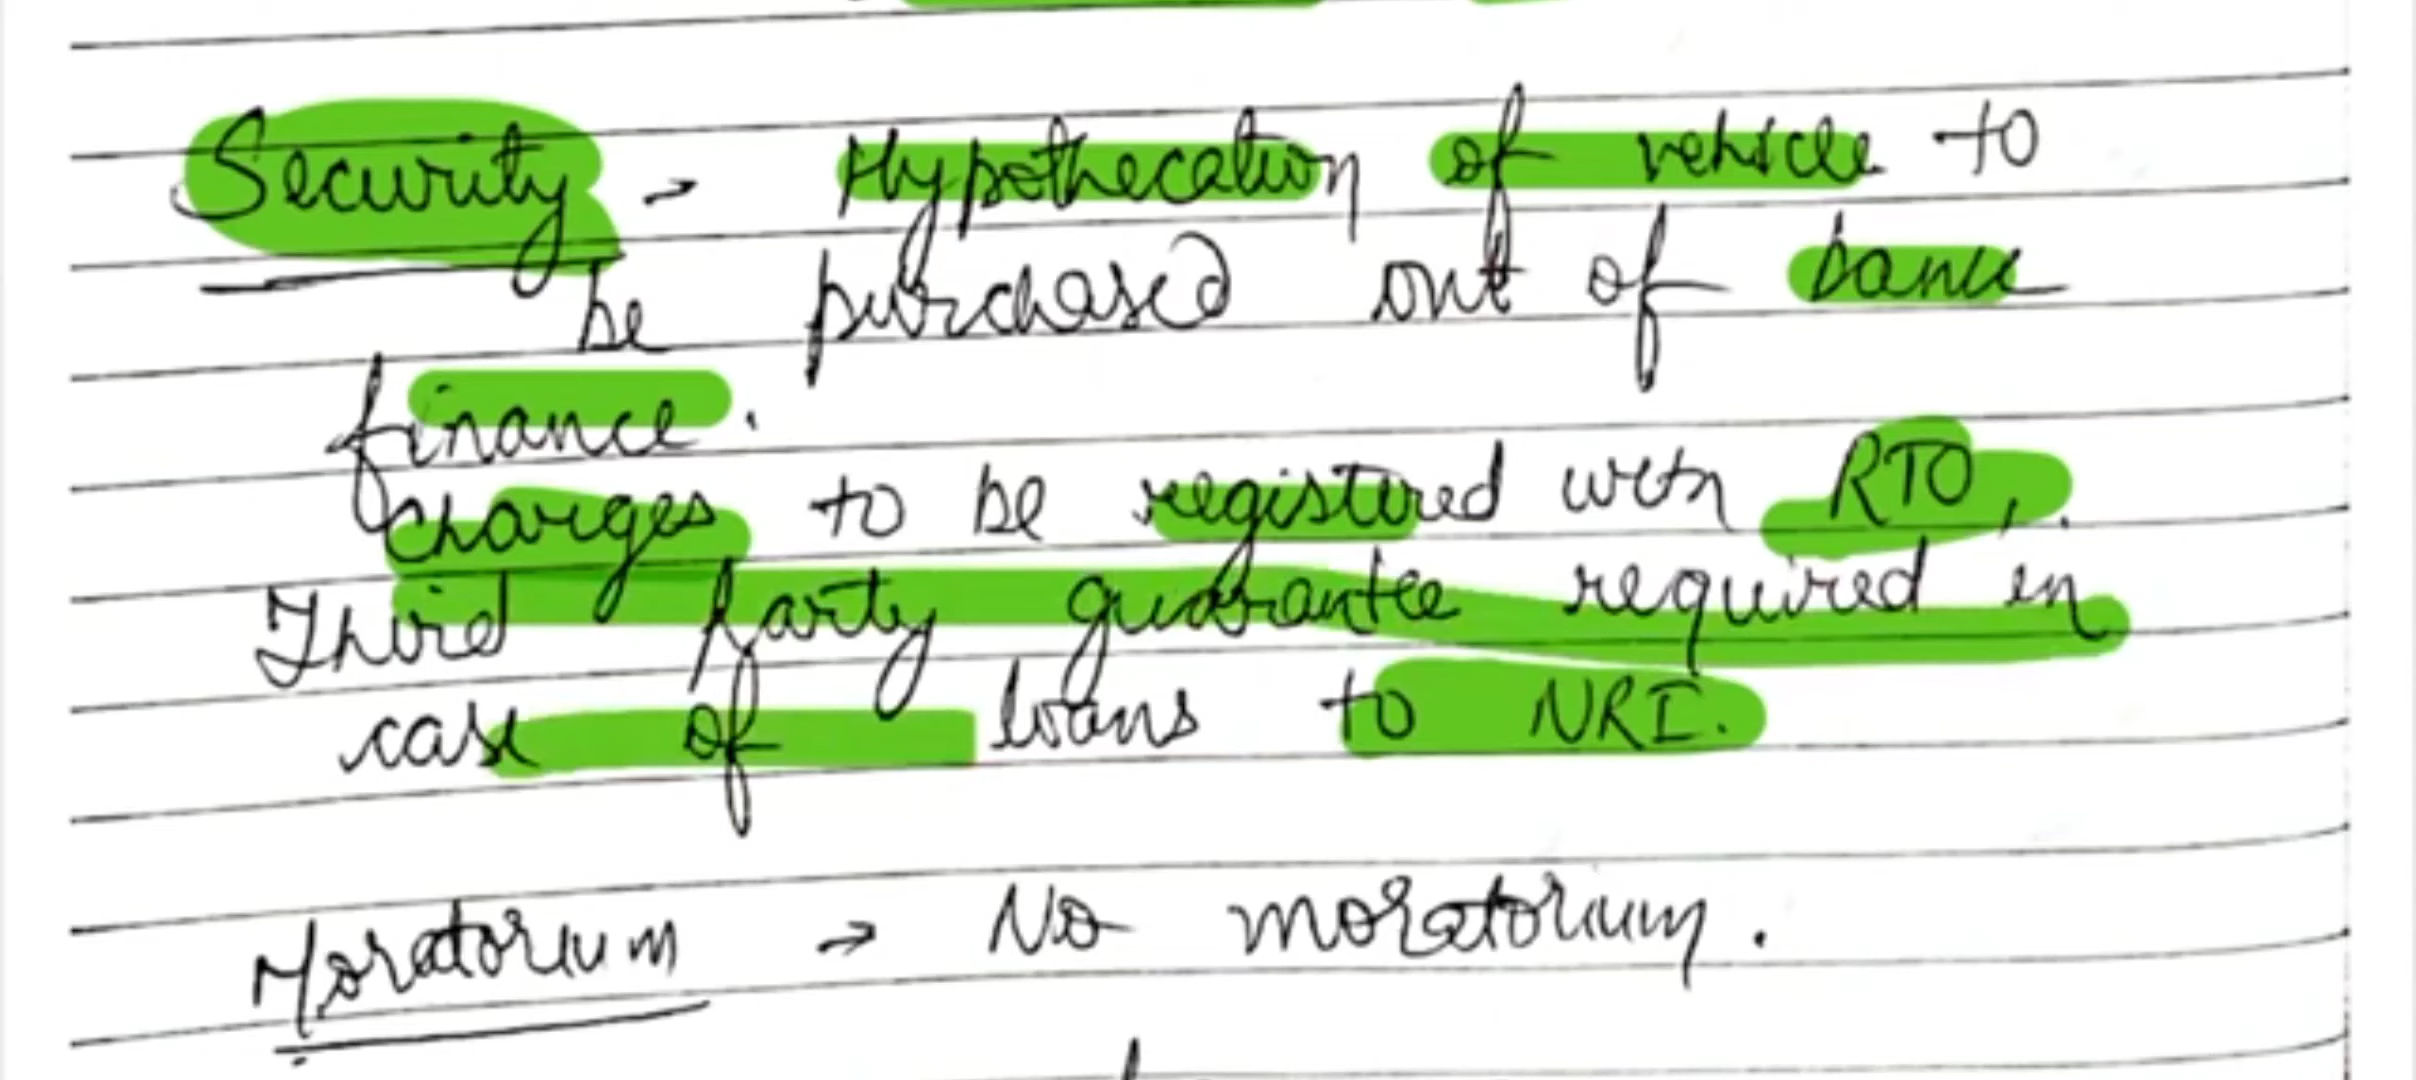 Security - Hypothecation of vehicle to
be purchased out of bank
finance.
charges to be registered with RTO,.
Third party guarantee required in
case of loans to NRI.
Moratorium → No moratorium.